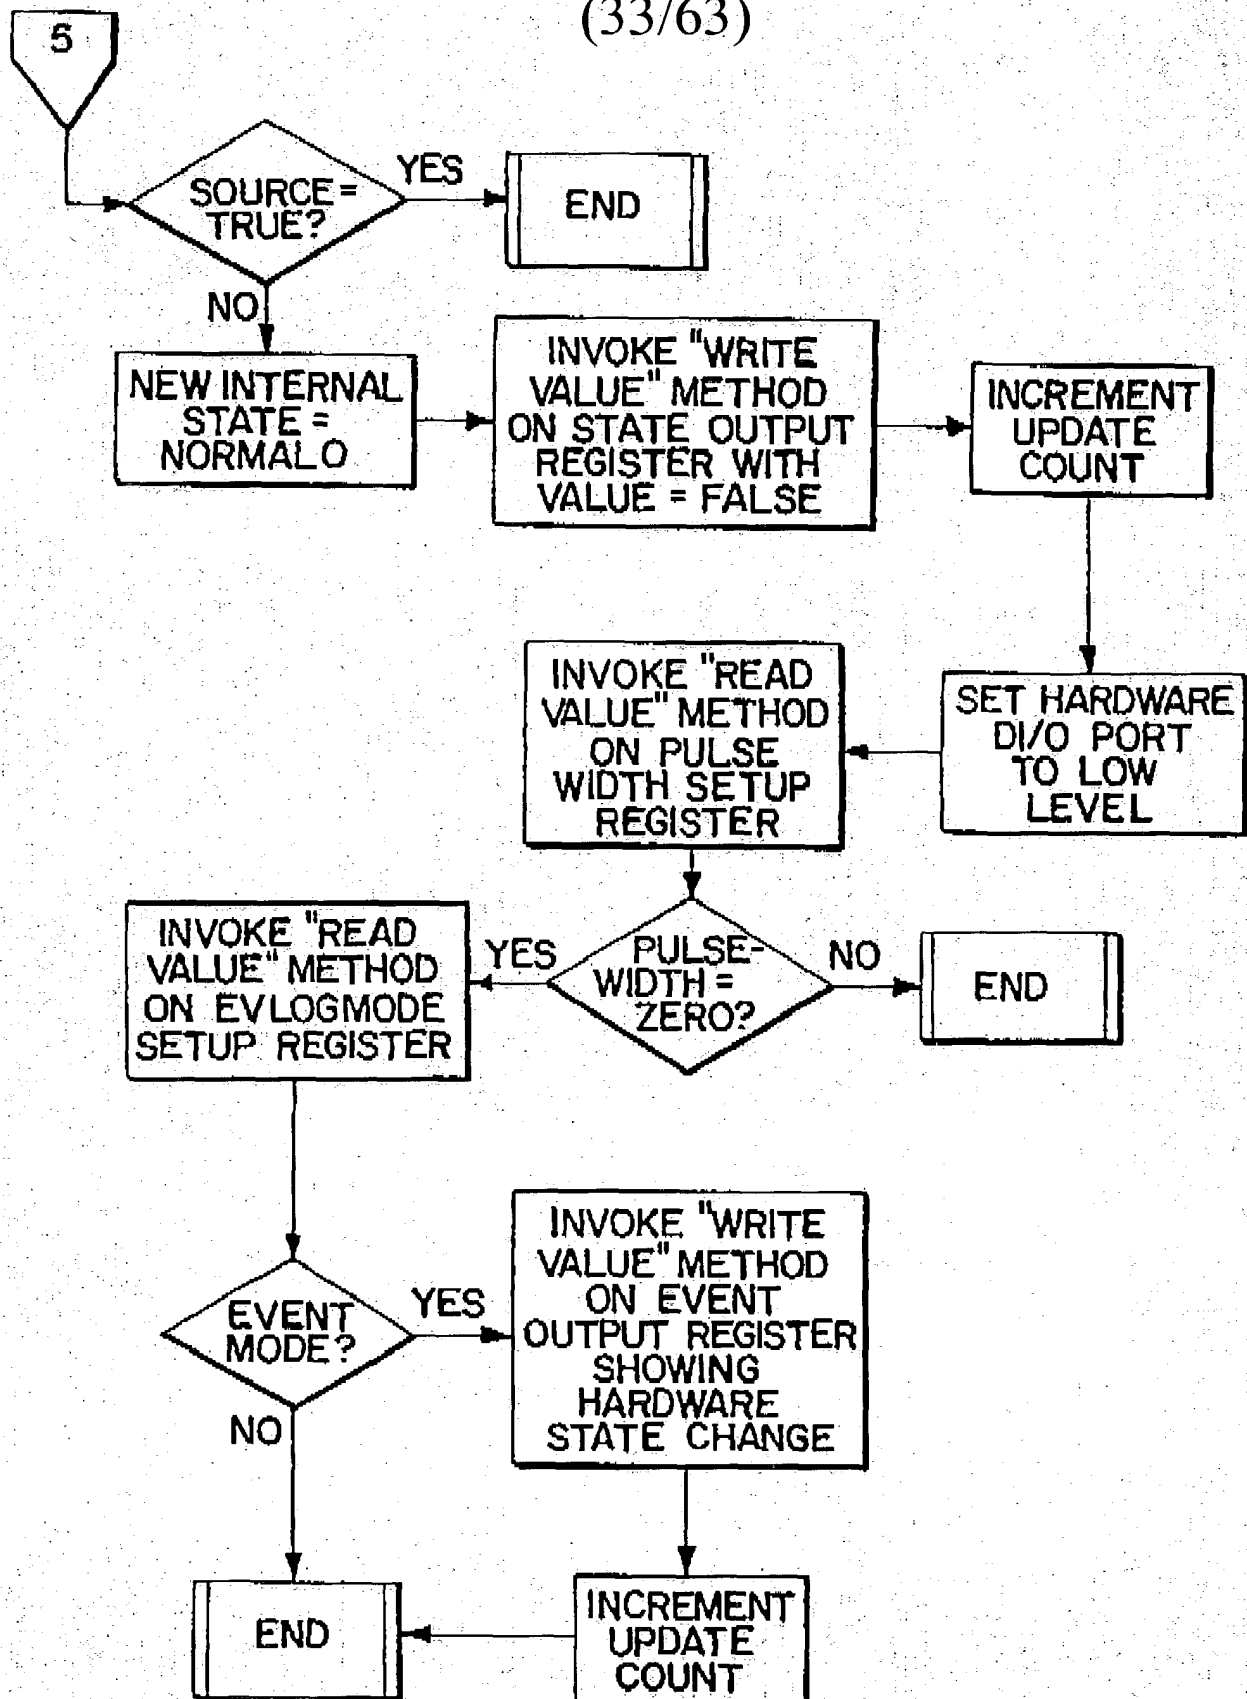 (33/63)
5
SOURCE =
TRUE?
YES
END
NO
NEW INTERNAL
STATE =
NORMALO
INVOKE "WRITE
VALUE" METHOD
ON STATE OUTPUT
REGISTER WITH
VALUE = FALSE
INCREMENT
UPDATE
COUNT
SET HARDWARE
DI/O PORT
TO LOW
LEVEL
INVOKE "READ
VALUE" METHOD
ON PULSE
WIDTH SETUP
REGISTER
PULSE-
WIDTH =
ZERO?
NO
END
YES
INVOKE "READ
VALUE" METHOD
ON EVLOGMODE
SETUP REGISTER
EVENT
MODE?
YES
INVOKE "WRITE
VALUE" METHOD
ON EVENT
OUTPUT REGISTER
SHOWING
HARDWARE
STATE CHANGE
NO
INCREMENT
UPDATE
COUNT
END